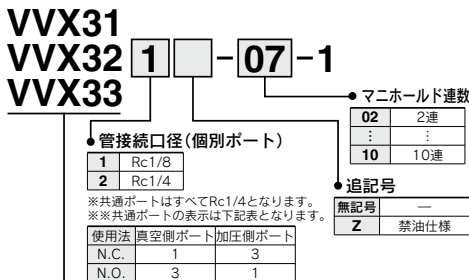 VVX31
VVX32 1 － 07 － 1
VVX33
マニホールド連数
02 2連
⋮ ⋮
10 10連
管接続口径（個別ポート）
1 Rc1/8
2 Rc1/4
※共通ポートはすべてRc1/4となります。
※※共通ポートの表示は下記表となります。
使用法 真空側ポート 加圧側ポート
N.C. 1 3
N.O. 3 1
追記号
無記号 —
Z 禁油仕様